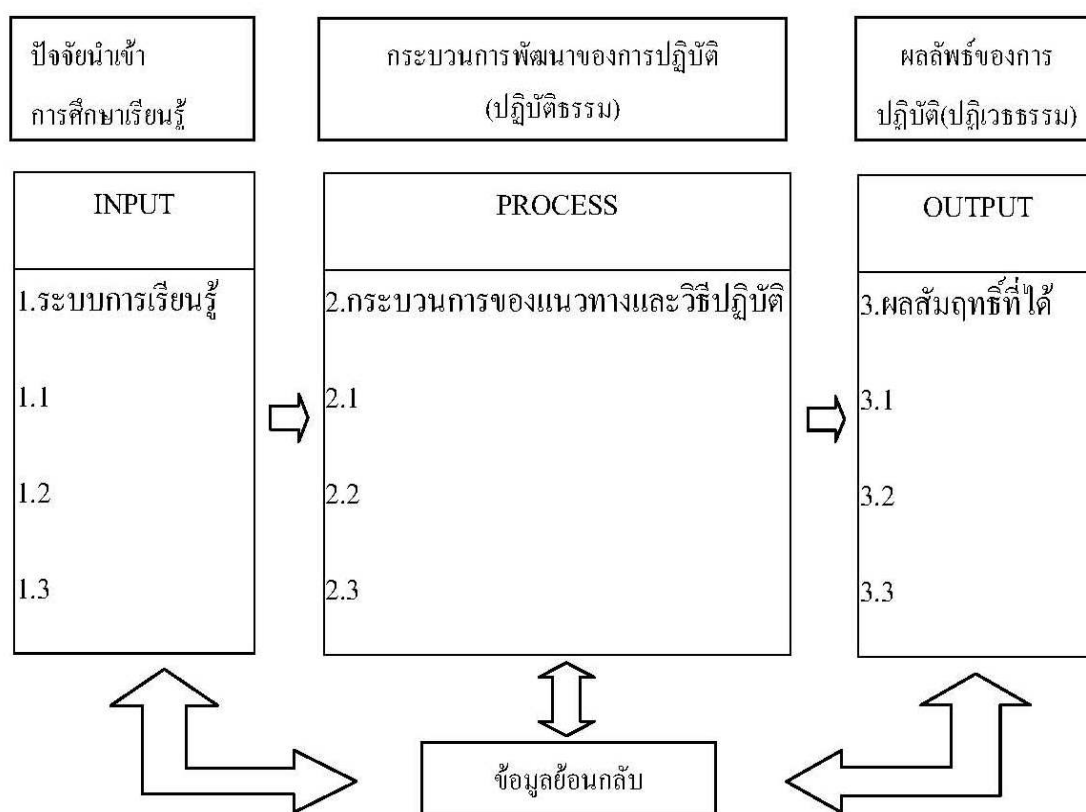 ปัจจัยนำเข้า
การศึกษาเรียนรู้
กระบวนการพัฒนาของการปฏิบัติ
(ปฏิบัติธรรม)
ผลลัพธ์ของการ
ปฏิบัติ(ปฏิเวธธรรม)
INPUT
1.ระบบการเรียนรู้
1.1
1.2
1.3
PROCESS
2.กระบวนการของแนวทางและวิธีปฏิบัติ
2.1
2.2
2.3
OUTPUT
3.ผลสัมฤทธิ์ที่ได้
3.1
3.2
3.3
ข้อมูลย้อนกลับ